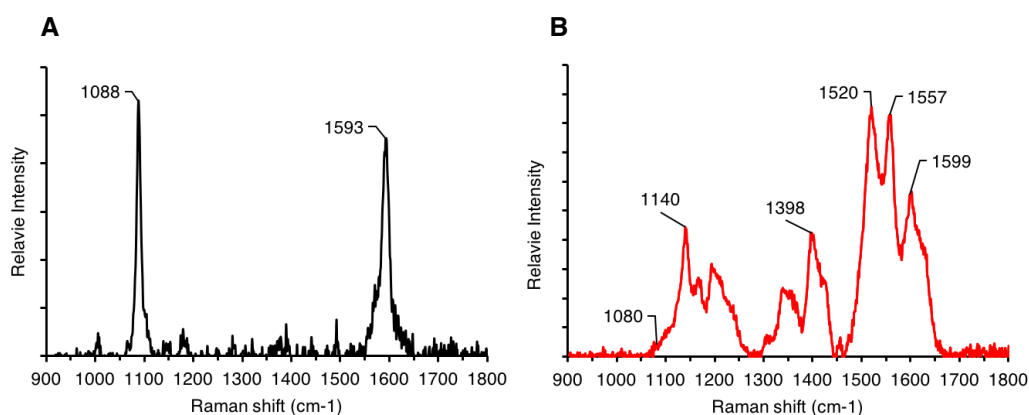 A
1088
1593
Relavie Intensity
900 1000 1100 1200 1300 1400 1500 1600 1700 1800
Raman shift (cm-1)
B
1520
1557
1599
1140
1398
1080
Relavie Intensity
900 1000 1100 1200 1300 1400 1500 1600 1700 1800
Raman shift (cm-1)